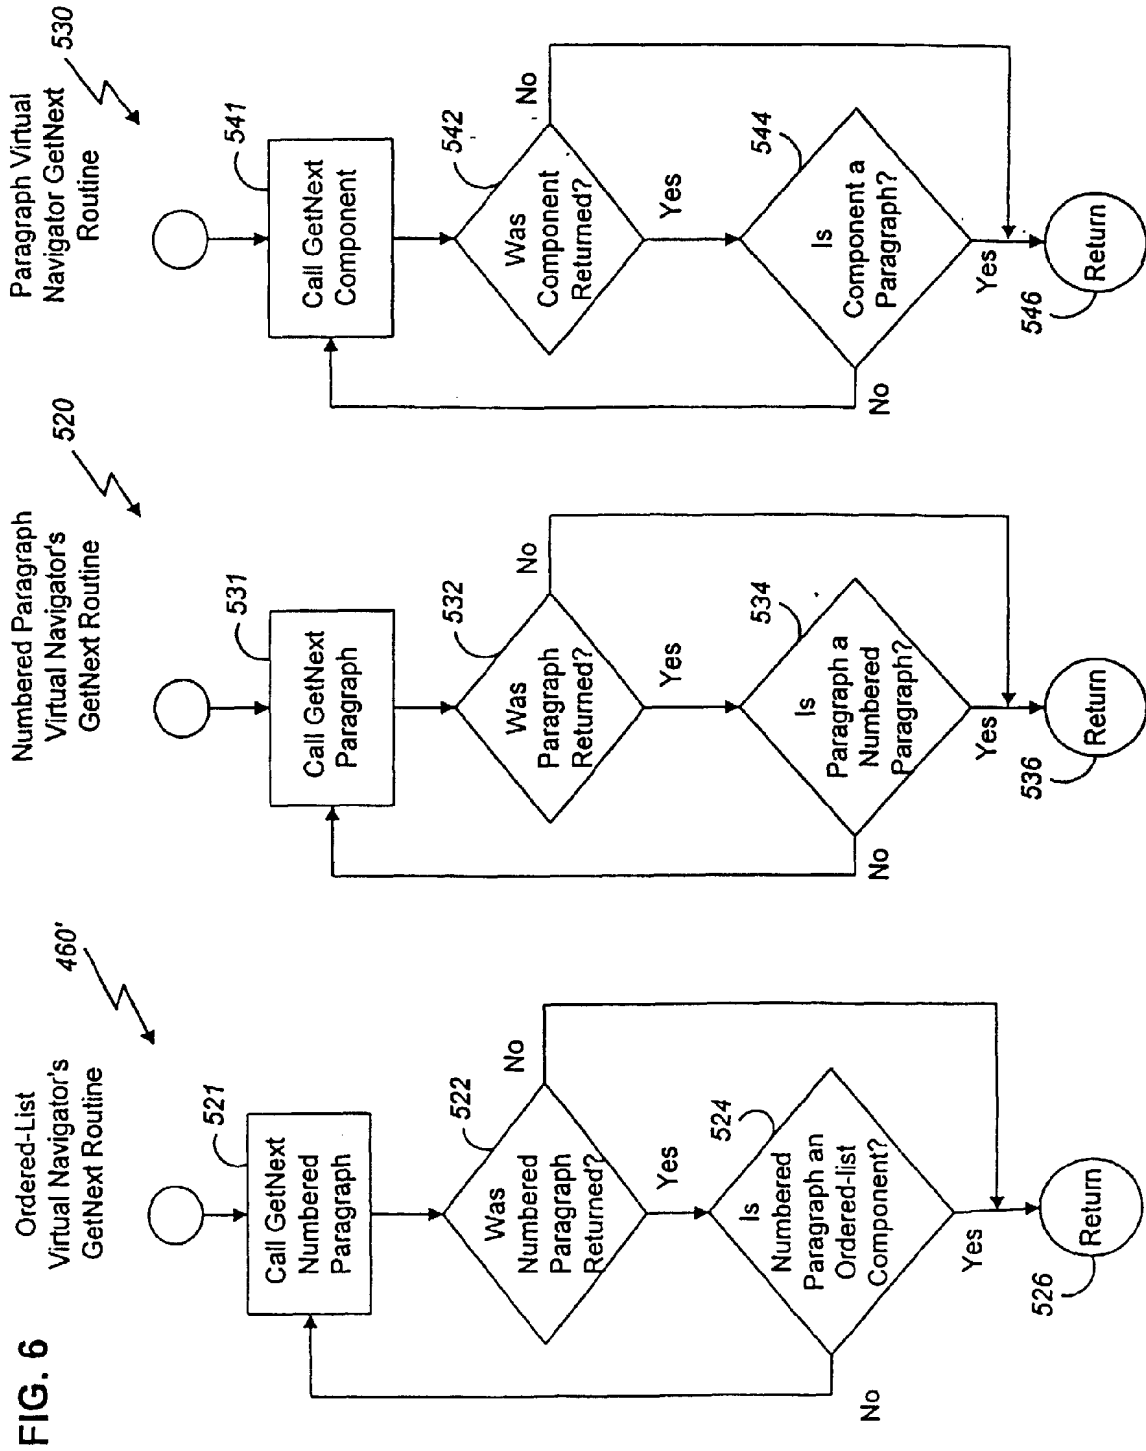 FIG. 6
Ordered-List
Virtual Navigator's
GetNext Routine
460'
521
Call GetNext
Numbered
Paragraph
522
Was
Numbered
Paragraph
Returned?
No
Yes
524
Is
Numbered
Paragraph an
Ordered-list
Component?
No
Yes
526
Return
Numbered Paragraph
Virtual Navigator's
GetNext Routine
520
531
Call GetNext
Paragraph
532
Was
Paragraph
Returned?
No
Yes
534
Is
Paragraph a
Numbered
Paragraph?
No
Yes
536
Return
Paragraph Virtual
Navigator GetNext
Routine
530
541
Call GetNext
Component
542
Was
Component
Returned?
No
Yes
544
Is
Component a
Paragraph?
No
Yes
546
Return